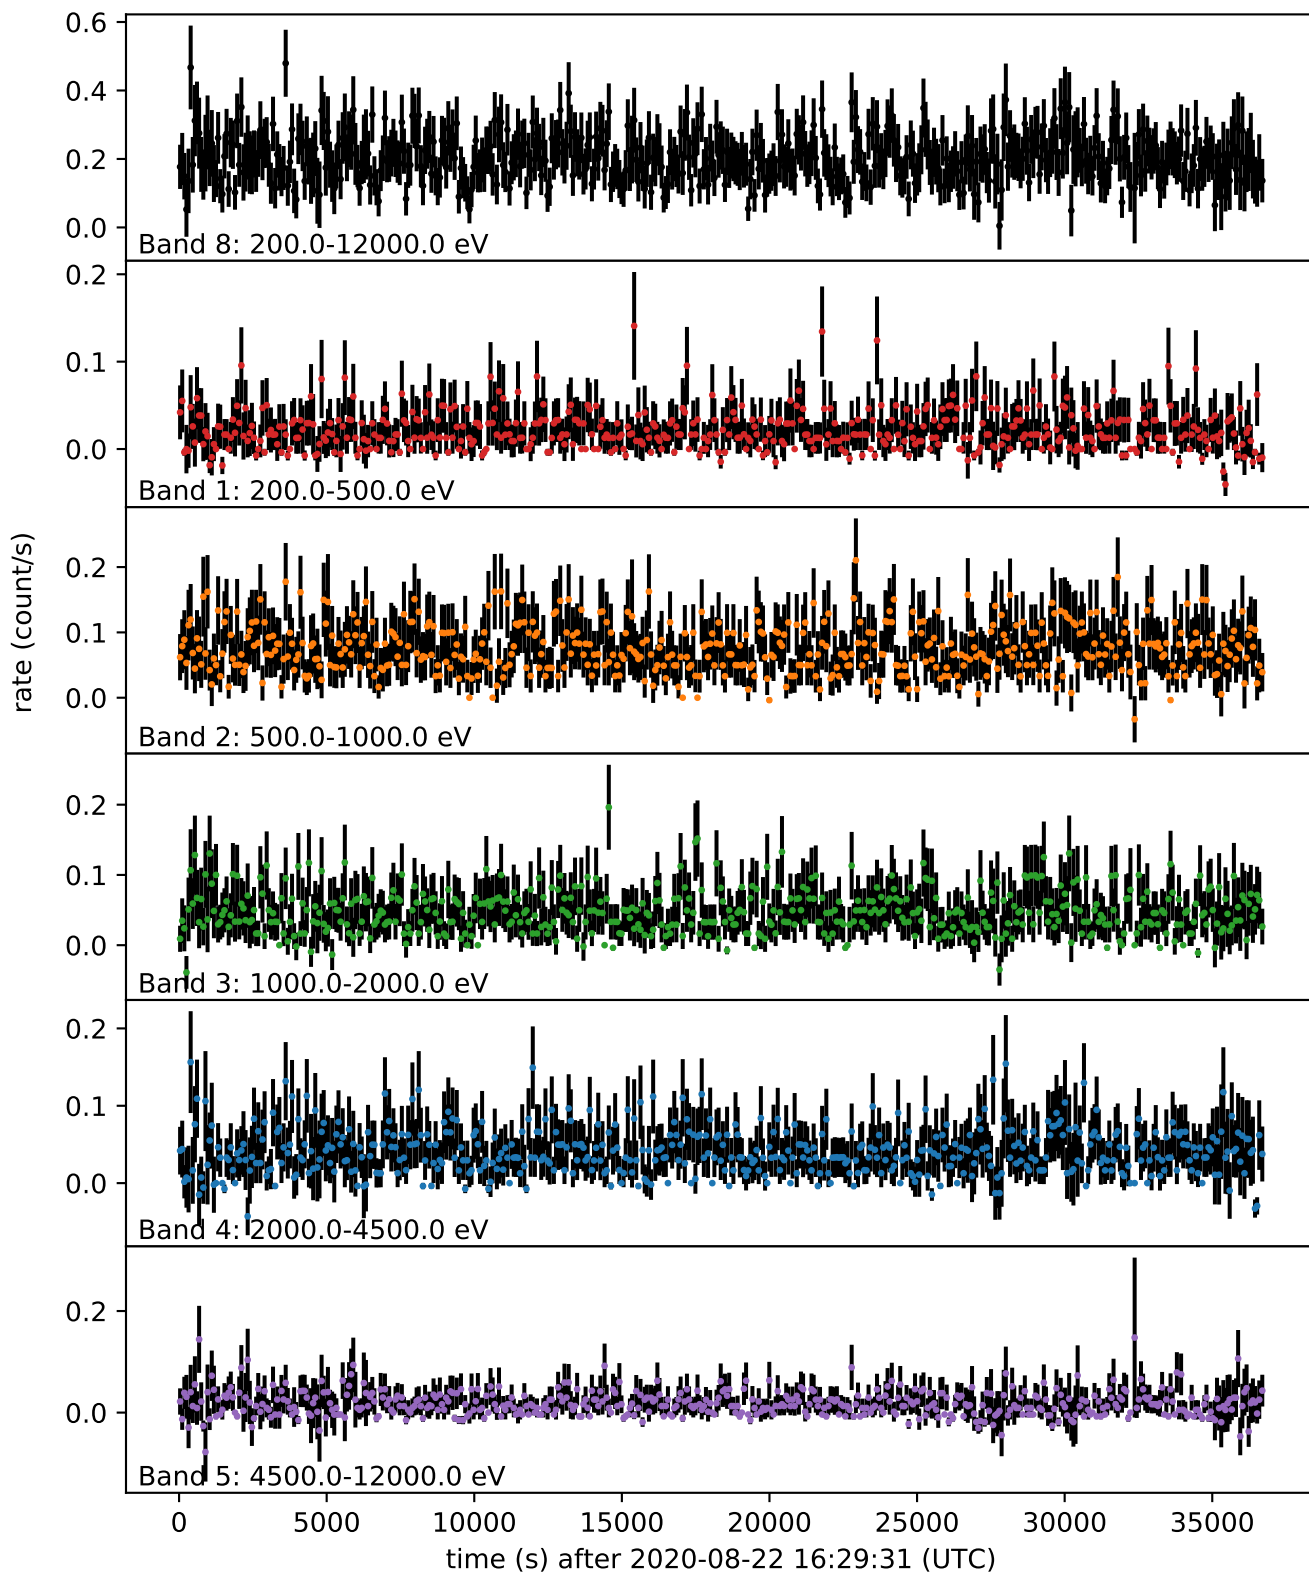 0.6
0.4
0.2
0.0
Band 8: 200.0-12000.0 eV
0.2
0.1
0.0
Band 1: 200.0-500.0 eV
rate (count/s)
0.2
0.1
0.0
Band 2: 500.0-1000.0 eV
0.2
0.1
0.0
Band 3: 1000.0-2000.0 eV
0.2
0.1
0.0
Band 4: 2000.0-4500.0 eV
0.2
0.0
Band 5: 4500.0-12000.0 eV
0 5000 10000 15000 20000 25000 30000 35000
time (s) after 2020-08-22 16:29:31 (UTC)